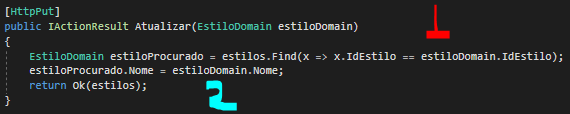 [HttpPut]
public IActionResult Atualizar(EstiloDomain estiloDomain)
1
{
EstiloDomain estiloProcurado = estilos.Find(x => x.IdEstilo == estiloDomain.IdEstilo);
estiloProcurado.Nome = estiloDomain.Nome;
return Ok(estilos);
2
}